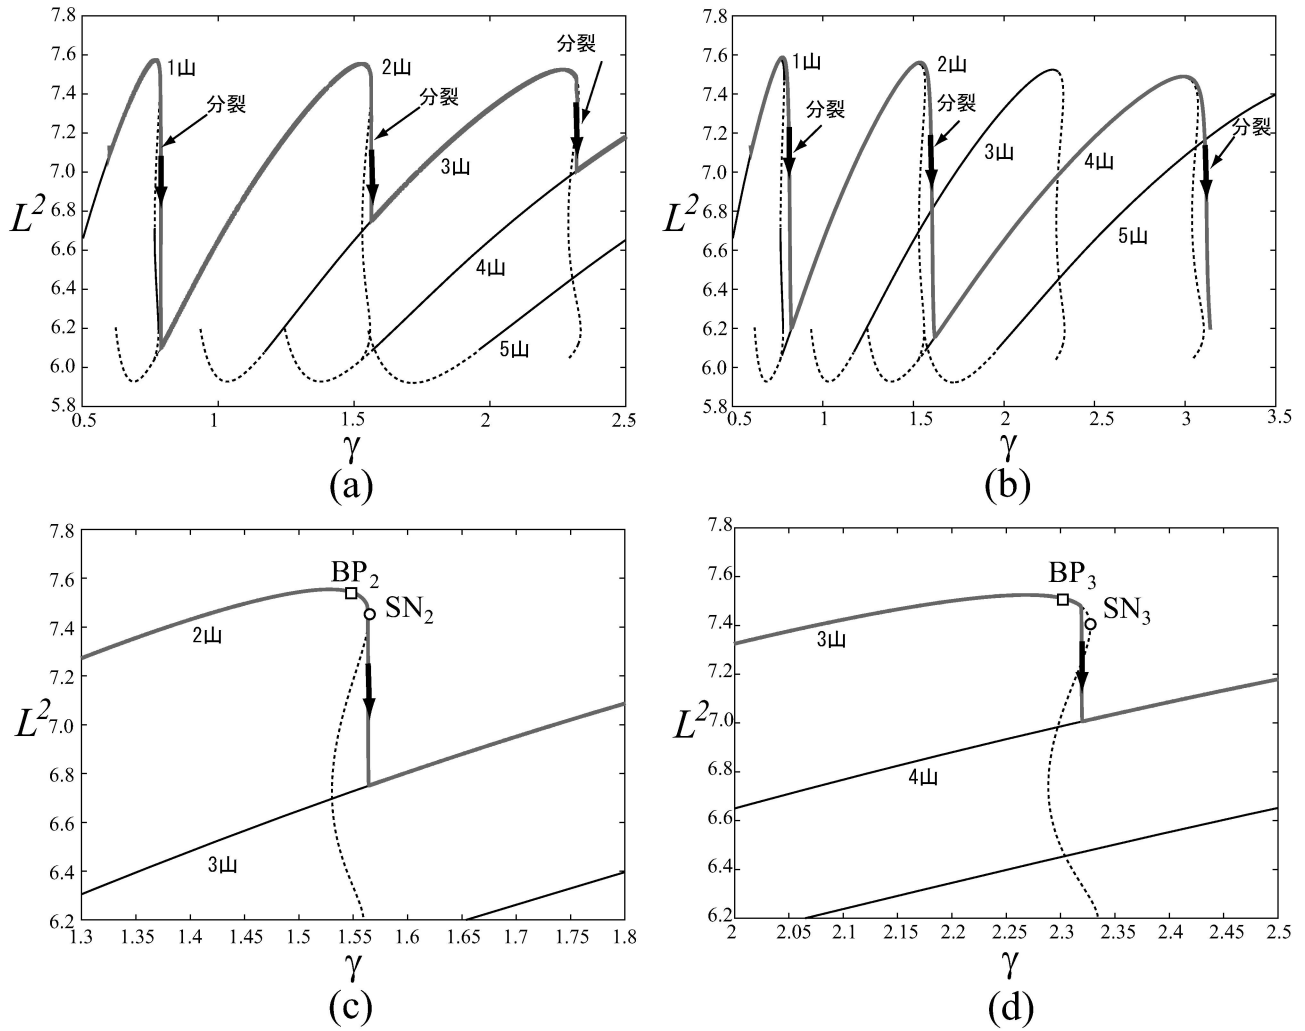 7.8
7.6
7.4
7.2
7.0
6.8
6.6
6.4
6.2
6.0
5.8
L²
1山
分裂
2山
分裂
分裂
3山
4山
5山
0.5
1
1.5
2
2.5
γ
(a)
7.8
7.6
7.4
7.2
7.0
6.8
6.6
6.4
6.2
6.0
5.8
L²
1山
分裂
2山
分裂
3山
4山
分裂
5山
0.5
1
1.5
2
2.5
3
3.5
γ
(b)
7.8
7.6
7.4
7.2
7.0
6.8
6.6
6.4
6.2
L²
BP₂
SN₂
2山
3山
1.3
1.35
1.4
1.45
1.5
1.55
1.6
1.65
1.7
1.75
1.8
γ
(c)
7.8
7.6
7.4
7.2
7.0
6.8
6.6
6.4
6.2
L²
BP₃
SN₃
3山
4山
2
2.05
2.1
2.15
2.2
2.25
2.3
2.35
2.4
2.45
2.5
γ
(d)